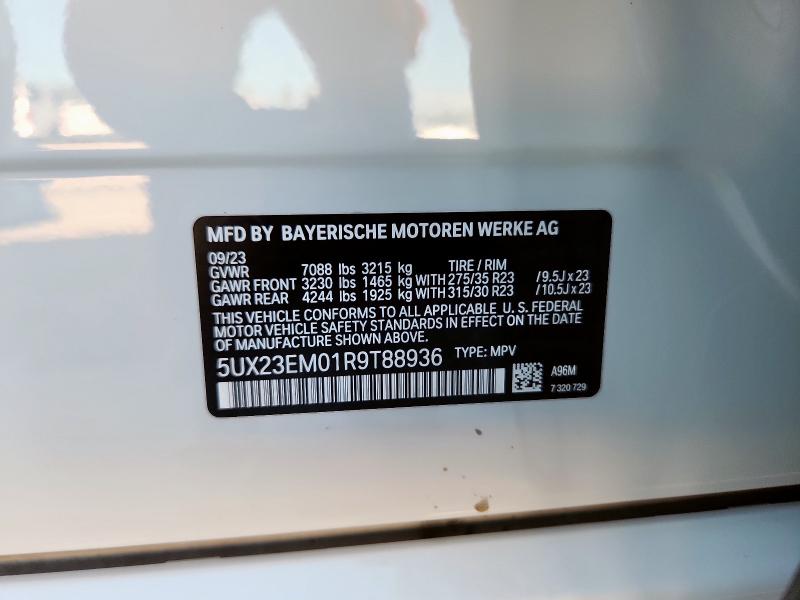 MFD BY BAYERISCHE MOTOREN WERKE AG
09/23
GVWR 7088 lbs 3215 kg TIRE / RIM
GAWR FRONT 3230 lbs 1465 kg WITH 275/35 R23 /9.5J x 23
GAWR REAR 4244 lbs 1925 kg WITH 315/30 R23 /10.5J x 23
THIS VEHICLE CONFORMS TO ALL APPLICABLE U.S. FEDERAL
MOTOR VEHICLE SAFETY STANDARDS IN EFFECT ON THE DATE
OF MANUFACTURE SHOWN ABOVE.
5UX23EM01R9T88936 TYPE: MPV
A96M
7 320 729